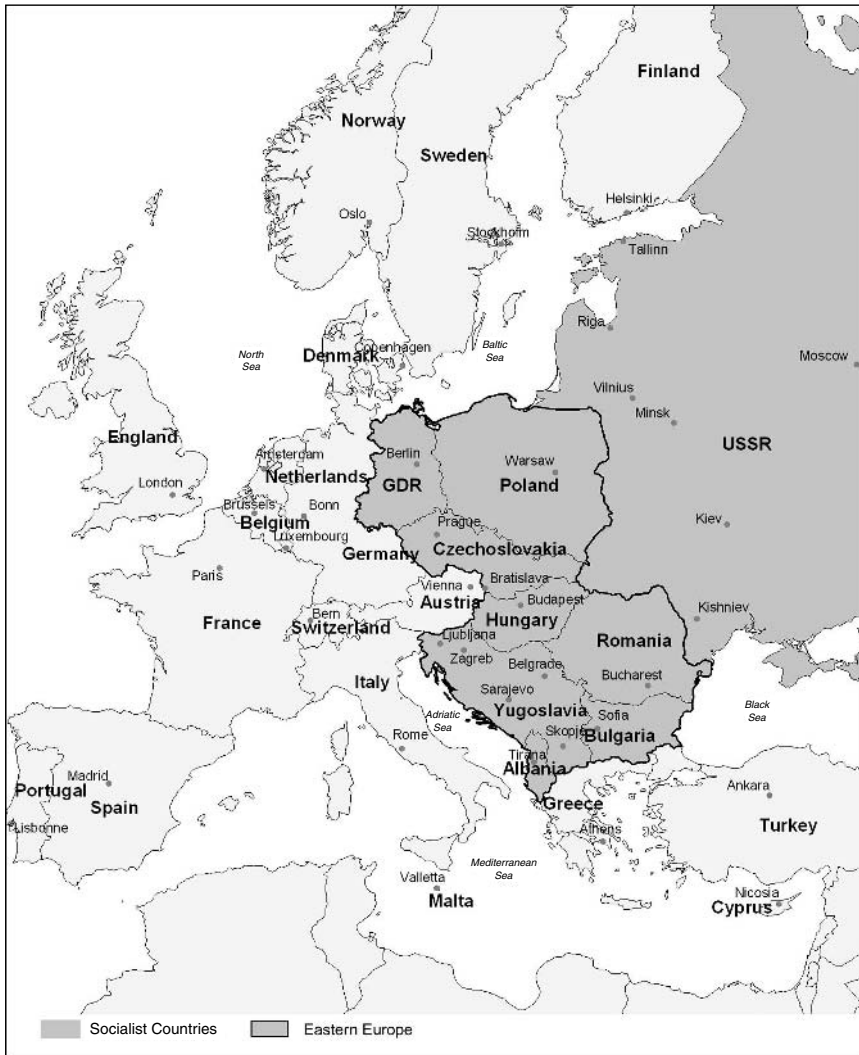 Finland
Norway
Sweden
Helsinki
Oslo
Stockholm
Tallinn
Riga
North
Sea
Copenhagen
Denmark
Baltic
Sea
Moscow
Vilnius
Minsk
England
USSR
Amsterdam
Netherlands
Berlin
GDR
Warsaw
Poland
London
Brussels
Belgium
Bonn
Luxembourg
Germany
Prague
Czechoslovakia
Kiev
Paris
Vienna
Austria
Bratislava
Budapest
Hungary
Kishniev
France
Bern
Switzerland
Ljubljana
Zagreb
Romania
Belgrade
Bucharest
Italy
Sarajevo
Yugoslavia
Adriatic
Sea
Black
Sea
Sofia
Bulgaria
Skopje
Rome
Tirana
Albania
Madrid
Portugal
Spain
Lisbonne
Greece
Athens
Ankara
Turkey
Mediterranean
Sea
Valletta
Malta
Nicosia
Cyprus
Socialist Countries
Eastern Europe